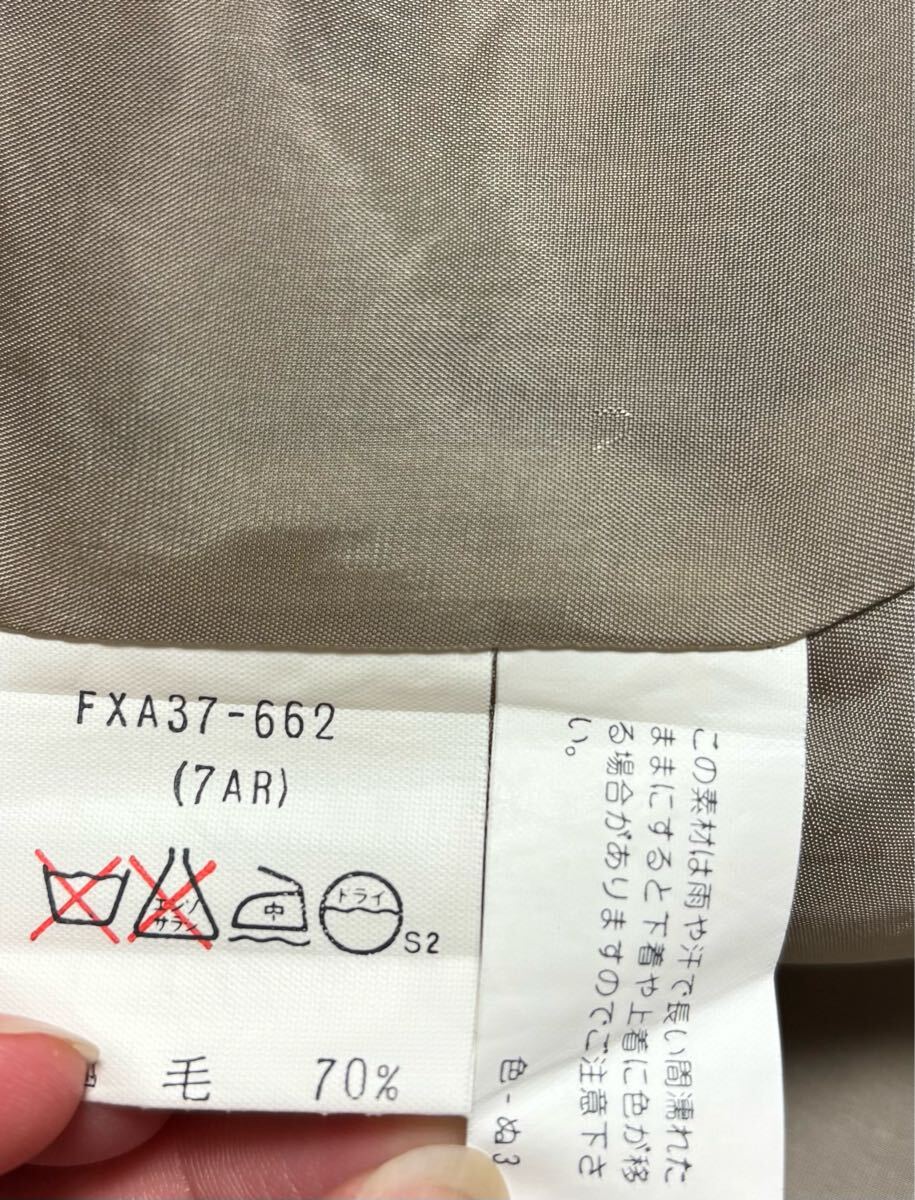 FXA37-662
(7AR)
エンソ
サラシ
中
ドライ
S2
毛 70%
この素材は雨や汗で長い間濡れた
ままにすると下着や上着に色が移
る場合がありますのでご注意下さ
い。
色-ぬ3